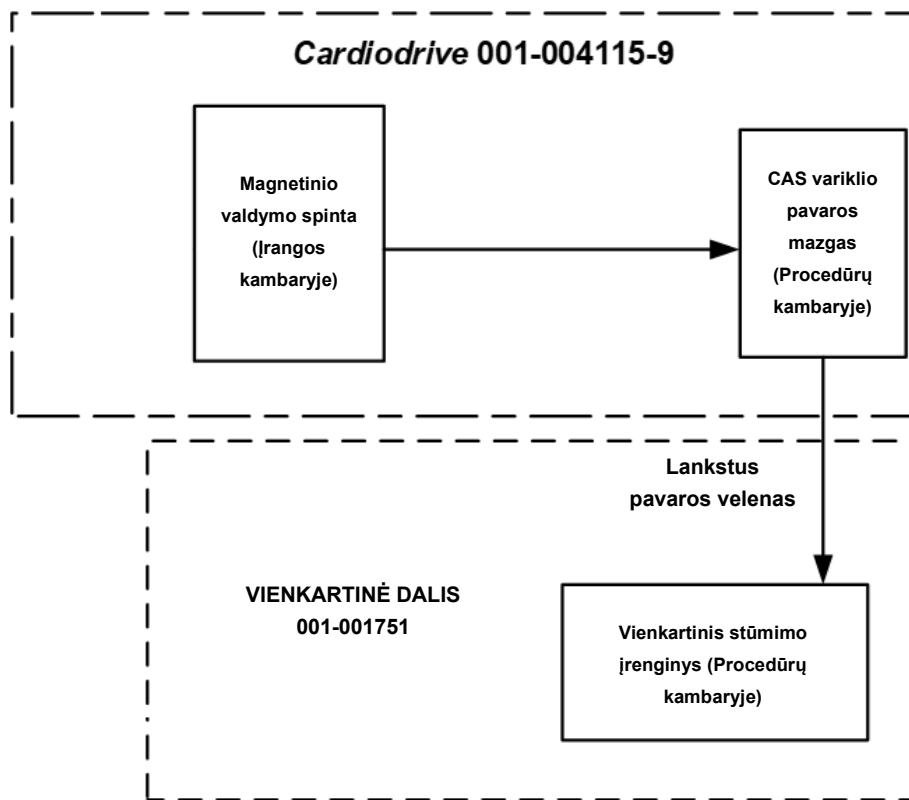 Cardiodrive 001-004115-9
Magnetinio
valdymo spinta
(Įrangos
kambaryje)
CAS variklio
pavaros
mazgas
(Procedūrų
kambaryje)
Lankstus
pavaros velenas
VIENKARTINĖ DALIS
001-001751
Vienkartinis stūmimo
įrenginys (Procedūrų
kambaryje)